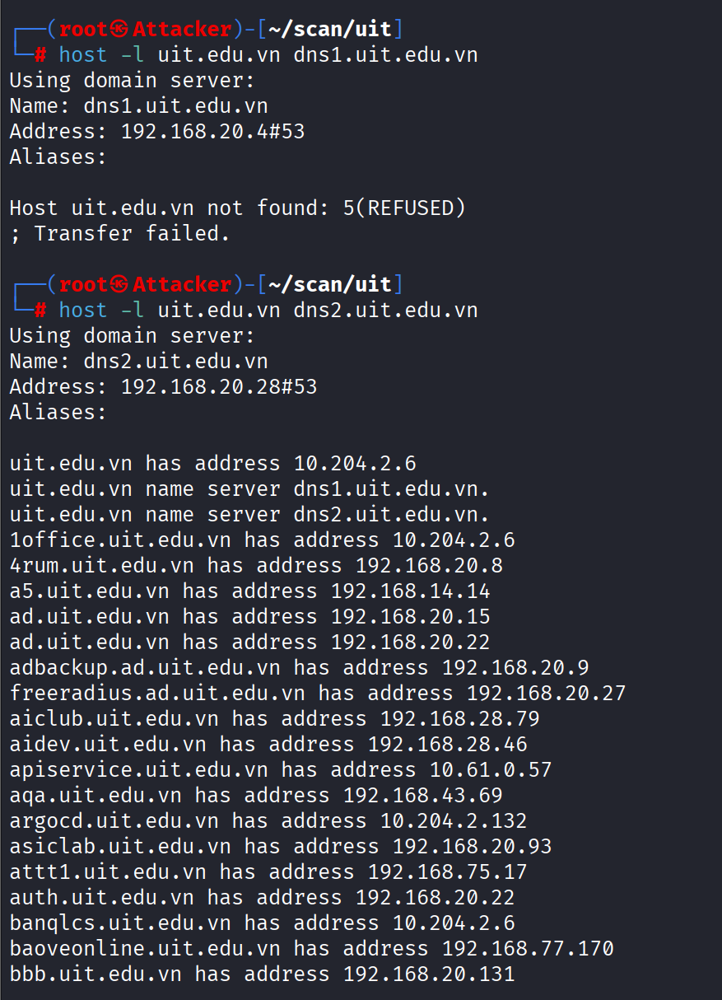 ┌──(root㉿Attacker)-[~/scan/uit]
└─# host -l uit.edu.vn dns1.uit.edu.vn
Using domain server:
Name: dns1.uit.edu.vn
Address: 192.168.20.4#53
Aliases:

Host uit.edu.vn not found: 5(REFUSED)
; Transfer failed.

┌──(root㉿Attacker)-[~/scan/uit]
└─# host -l uit.edu.vn dns2.uit.edu.vn
Using domain server:
Name: dns2.uit.edu.vn
Address: 192.168.20.28#53
Aliases:

uit.edu.vn has address 10.204.2.6
uit.edu.vn name server dns1.uit.edu.vn.
uit.edu.vn name server dns2.uit.edu.vn.
1office.uit.edu.vn has address 10.204.2.6
4rum.uit.edu.vn has address 192.168.20.8
a5.uit.edu.vn has address 192.168.14.14
ad.uit.edu.vn has address 192.168.20.15
ad.uit.edu.vn has address 192.168.20.22
adbackup.ad.uit.edu.vn has address 192.168.20.9
freeradius.ad.uit.edu.vn has address 192.168.20.27
aiclub.uit.edu.vn has address 192.168.28.79
aidev.uit.edu.vn has address 192.168.28.46
apiservice.uit.edu.vn has address 10.61.0.57
aqa.uit.edu.vn has address 192.168.43.69
argocd.uit.edu.vn has address 10.204.2.132
asiclab.uit.edu.vn has address 192.168.20.93
attt1.uit.edu.vn has address 192.168.75.17
auth.uit.edu.vn has address 192.168.20.22
banqlcs.uit.edu.vn has address 10.204.2.6
baoveonline.uit.edu.vn has address 192.168.77.170
bbb.uit.edu.vn has address 192.168.20.131